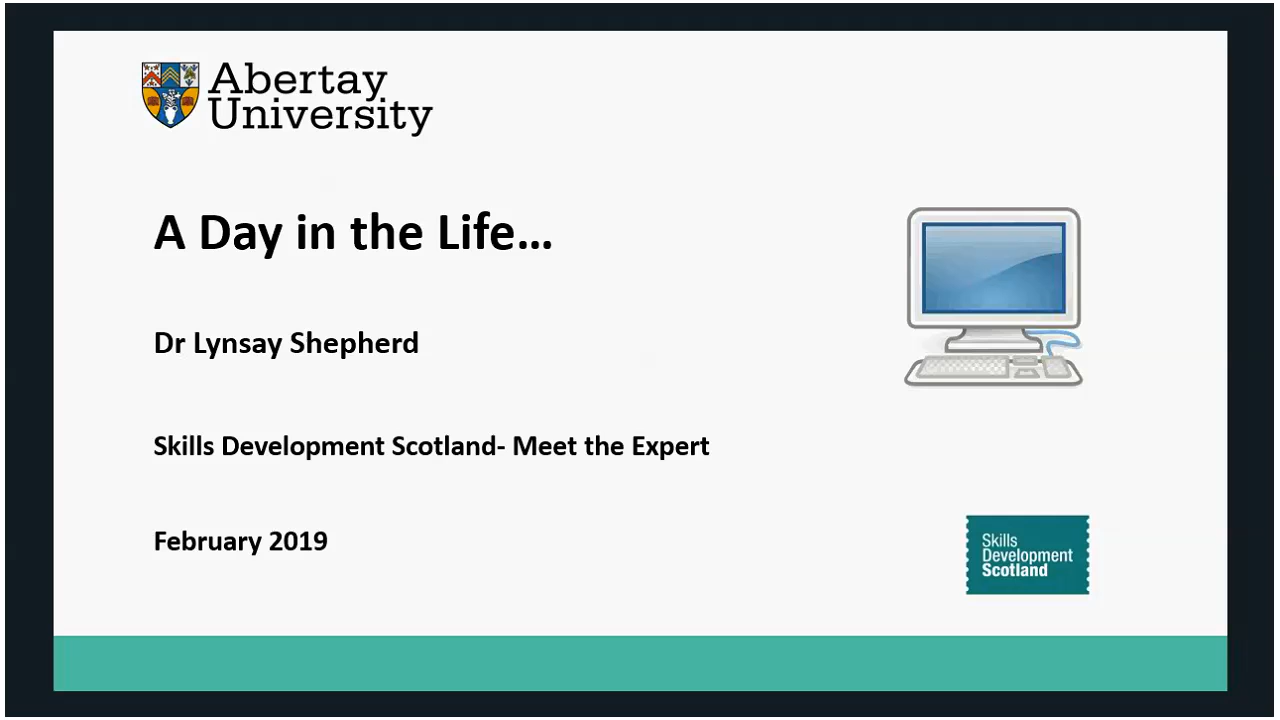 Abertay
University
A Day in the Life...
Dr Lynsay Shepherd
Skills Development Scotland- Meet the Expert
February 2019
Skills
Development
Scotland